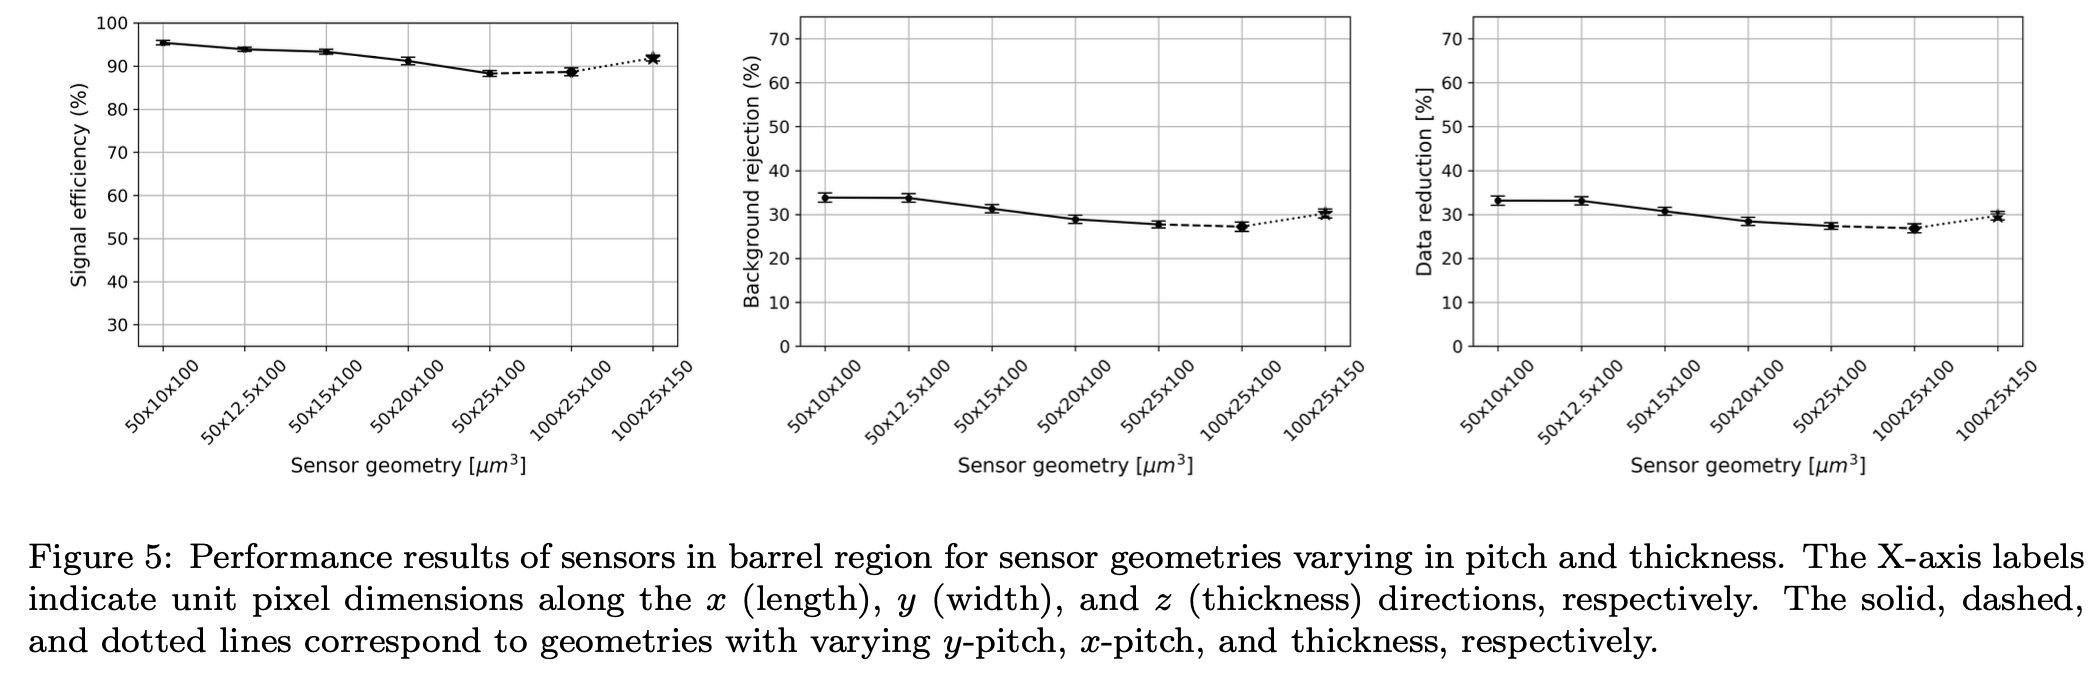 Signal efficiency (%)
100
90
80
70
60
50
40
30
50x10x100
50x12.5x100
50x15x100
50x20x100
50x25x100
100x25x100
100x25x150
Sensor geometry [μm³]
Background rejection (%)
70
60
50
40
30
20
10
0
50x10x100
50x12.5x100
50x15x100
50x20x100
50x25x100
100x25x100
100x25x150
Sensor geometry [μm³]
Data reduction [%]
70
60
50
40
30
20
10
0
50x10x100
50x12.5x100
50x15x100
50x20x100
50x25x100
100x25x100
100x25x150
Sensor geometry [μm³]
Figure 5: Performance results of sensors in barrel region for sensor geometries varying in pitch and thickness. The X-axis labels
indicate unit pixel dimensions along the x (length), y (width), and z (thickness) directions, respectively. The solid, dashed,
and dotted lines correspond to geometries with varying y-pitch, x-pitch, and thickness, respectively.